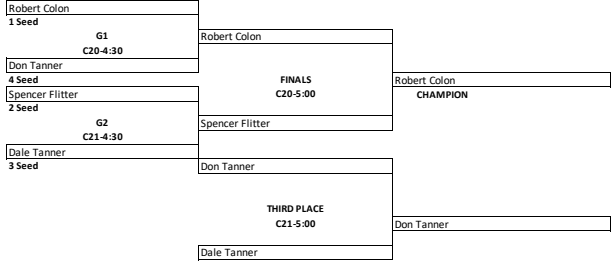 Robert Colon
1 Seed
G1
Robert Colon
C20-4:30
Don Tanner
4 Seed
FINALS
Robert Colon
Spencer Flitter
C20-5:00
CHAMPION
2 Seed
G2
Spencer Flitter
C21-4:30
Dale Tanner
3 Seed
Don Tanner
THIRD PLACE
C21-5:00
Don Tanner
Dale Tanner